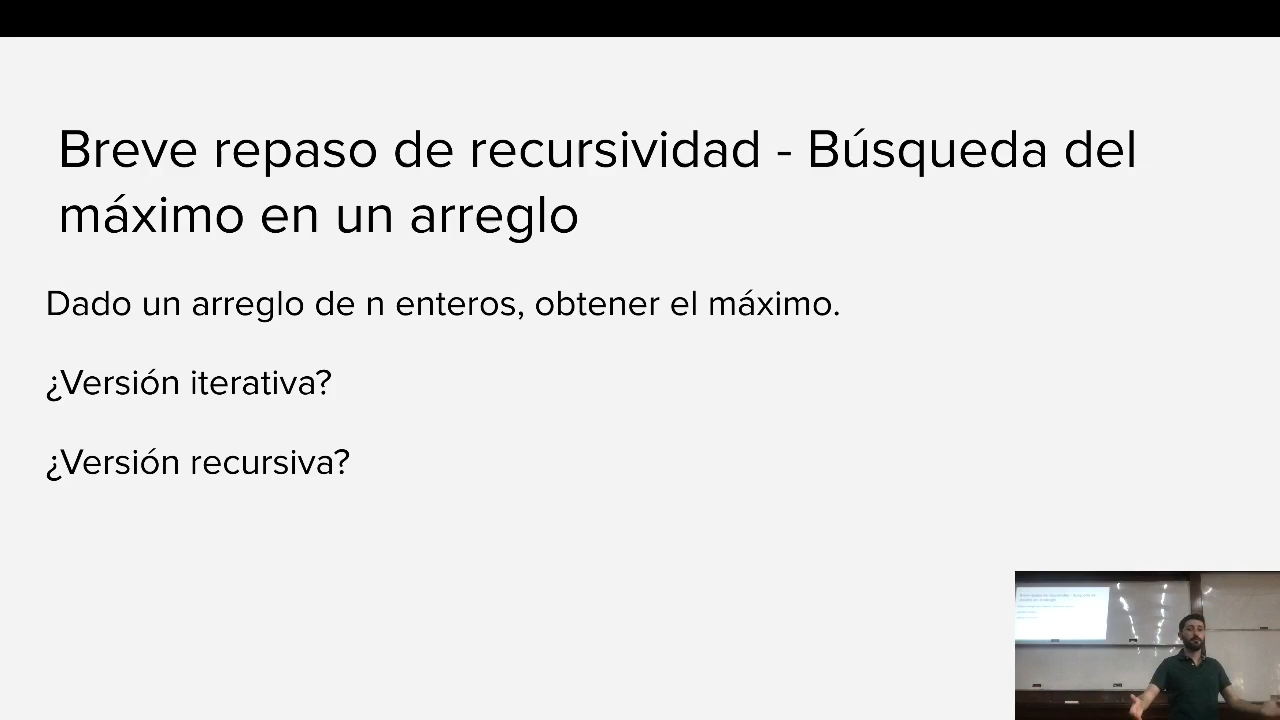 Breve repaso de recursividad - Búsqueda del
máximo en un arreglo
Dado un arreglo de n enteros, obtener el máximo.
¿Versión iterativa?
¿Versión recursiva?